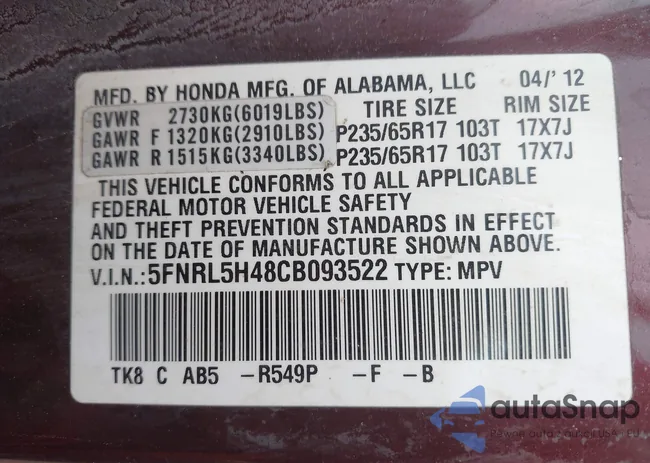 MFD. BY HONDA MFG. OF ALABAMA, LLC 04/' 12
GVWR 2730KG(6019LBS) TIRE SIZE RIM SIZE
GAWR F 1320KG(2910LBS) P235/65R17 103T 17X7J
GAWR R 1515KG(3340LBS) P235/65R17 103T 17X7J
THIS VEHICLE CONFORMS TO ALL APPLICABLE
FEDERAL MOTOR VEHICLE SAFETY
AND THEFT PREVENTION STANDARDS IN EFFECT
ON THE DATE OF MANUFACTURE SHOWN ABOVE.
V.I.N.:5FNRL5H48CB093522 TYPE: MPV
TK8 C AB5 -R549P -F -B
autoSnap